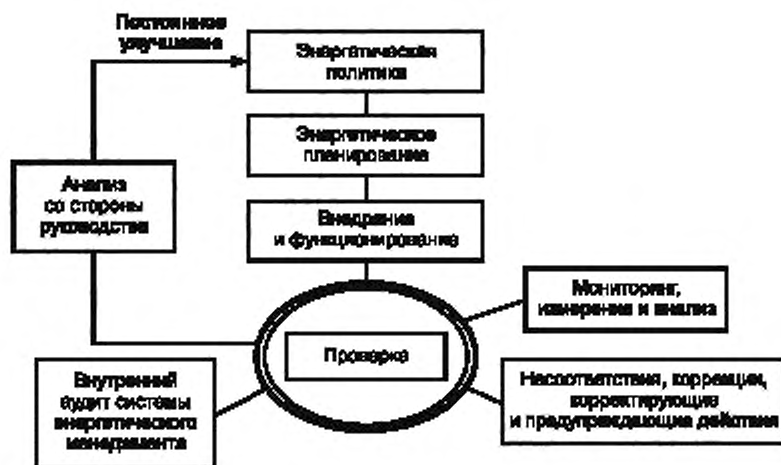 Постоянное
улучшение
Энергетическая
политика
Энергетическое
планирование
Анализ
со стороны
руководства
Внедрение
и функционирование
Мониторинг,
измерения и анализ
Проверка
Внутренний
аудит системы
энергетического
менеджмента
Несоответствия, коррекции,
корректирующие
и предупреждающие действия